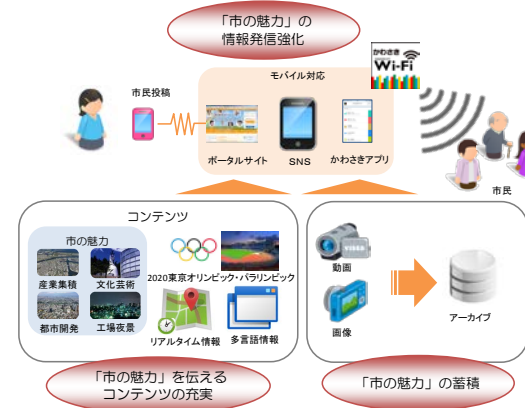 「市の魅力」の
情報発信強化
かわさき
Wi-Fi
モバイル対応
市民投稿
ポータルサイト
SNS
かわさきアプリ
市民
コンテンツ
市の魅力
産業集積
文化芸術
都市開発
工場夜景
2020東京オリンピック・パラリンピック
リアルタイム情報
多言語情報
動画
VIDEO
画像
アーカイブ
「市の魅力」を伝える
コンテンツの充実
「市の魅力」の蓄積